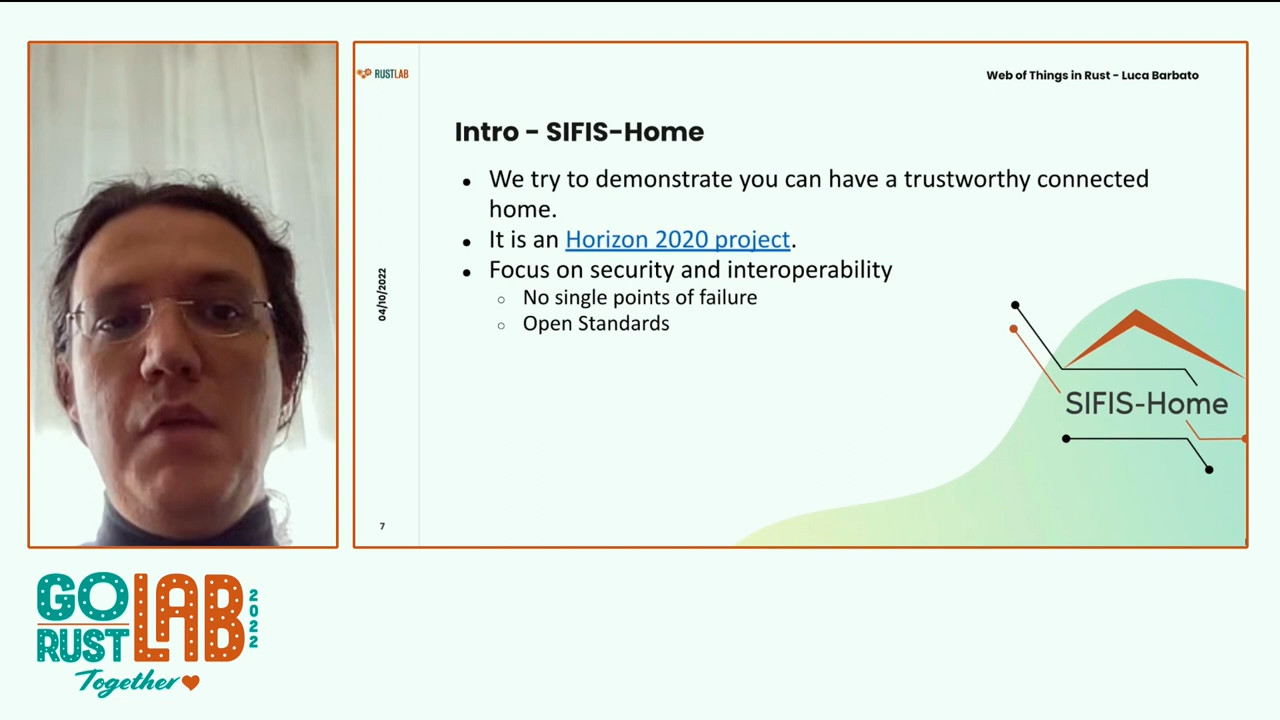 RUSTLAB
Web of Things in Rust - Luca Barbato
Intro - SIFIS-Home
• We try to demonstrate you can have a trustworthy connected
home.
• It is an Horizon 2020 project.
• Focus on security and interoperability
○ No single points of failure
○ Open Standards
04/10/2022
SIFIS-Home
7
GO
RUST
LAB
2022
Together